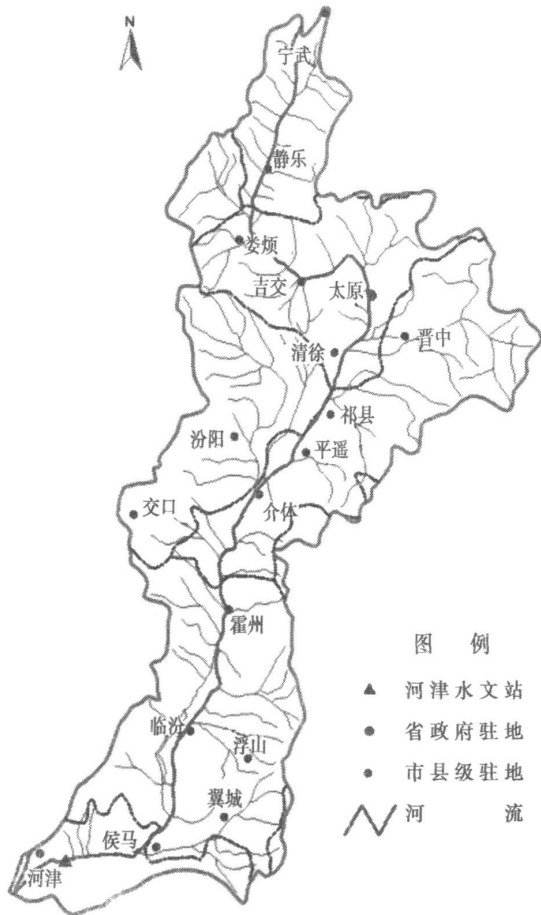 N
宁武
静乐
娄烦
吉交
太原
晋中
清徐
祁县
汾阳
平遥
介体
交口
霍州
图 例
河津水文站
省政府驻地
市县级驻地
河 流
临汾
浮山
翼城
侯马
河津